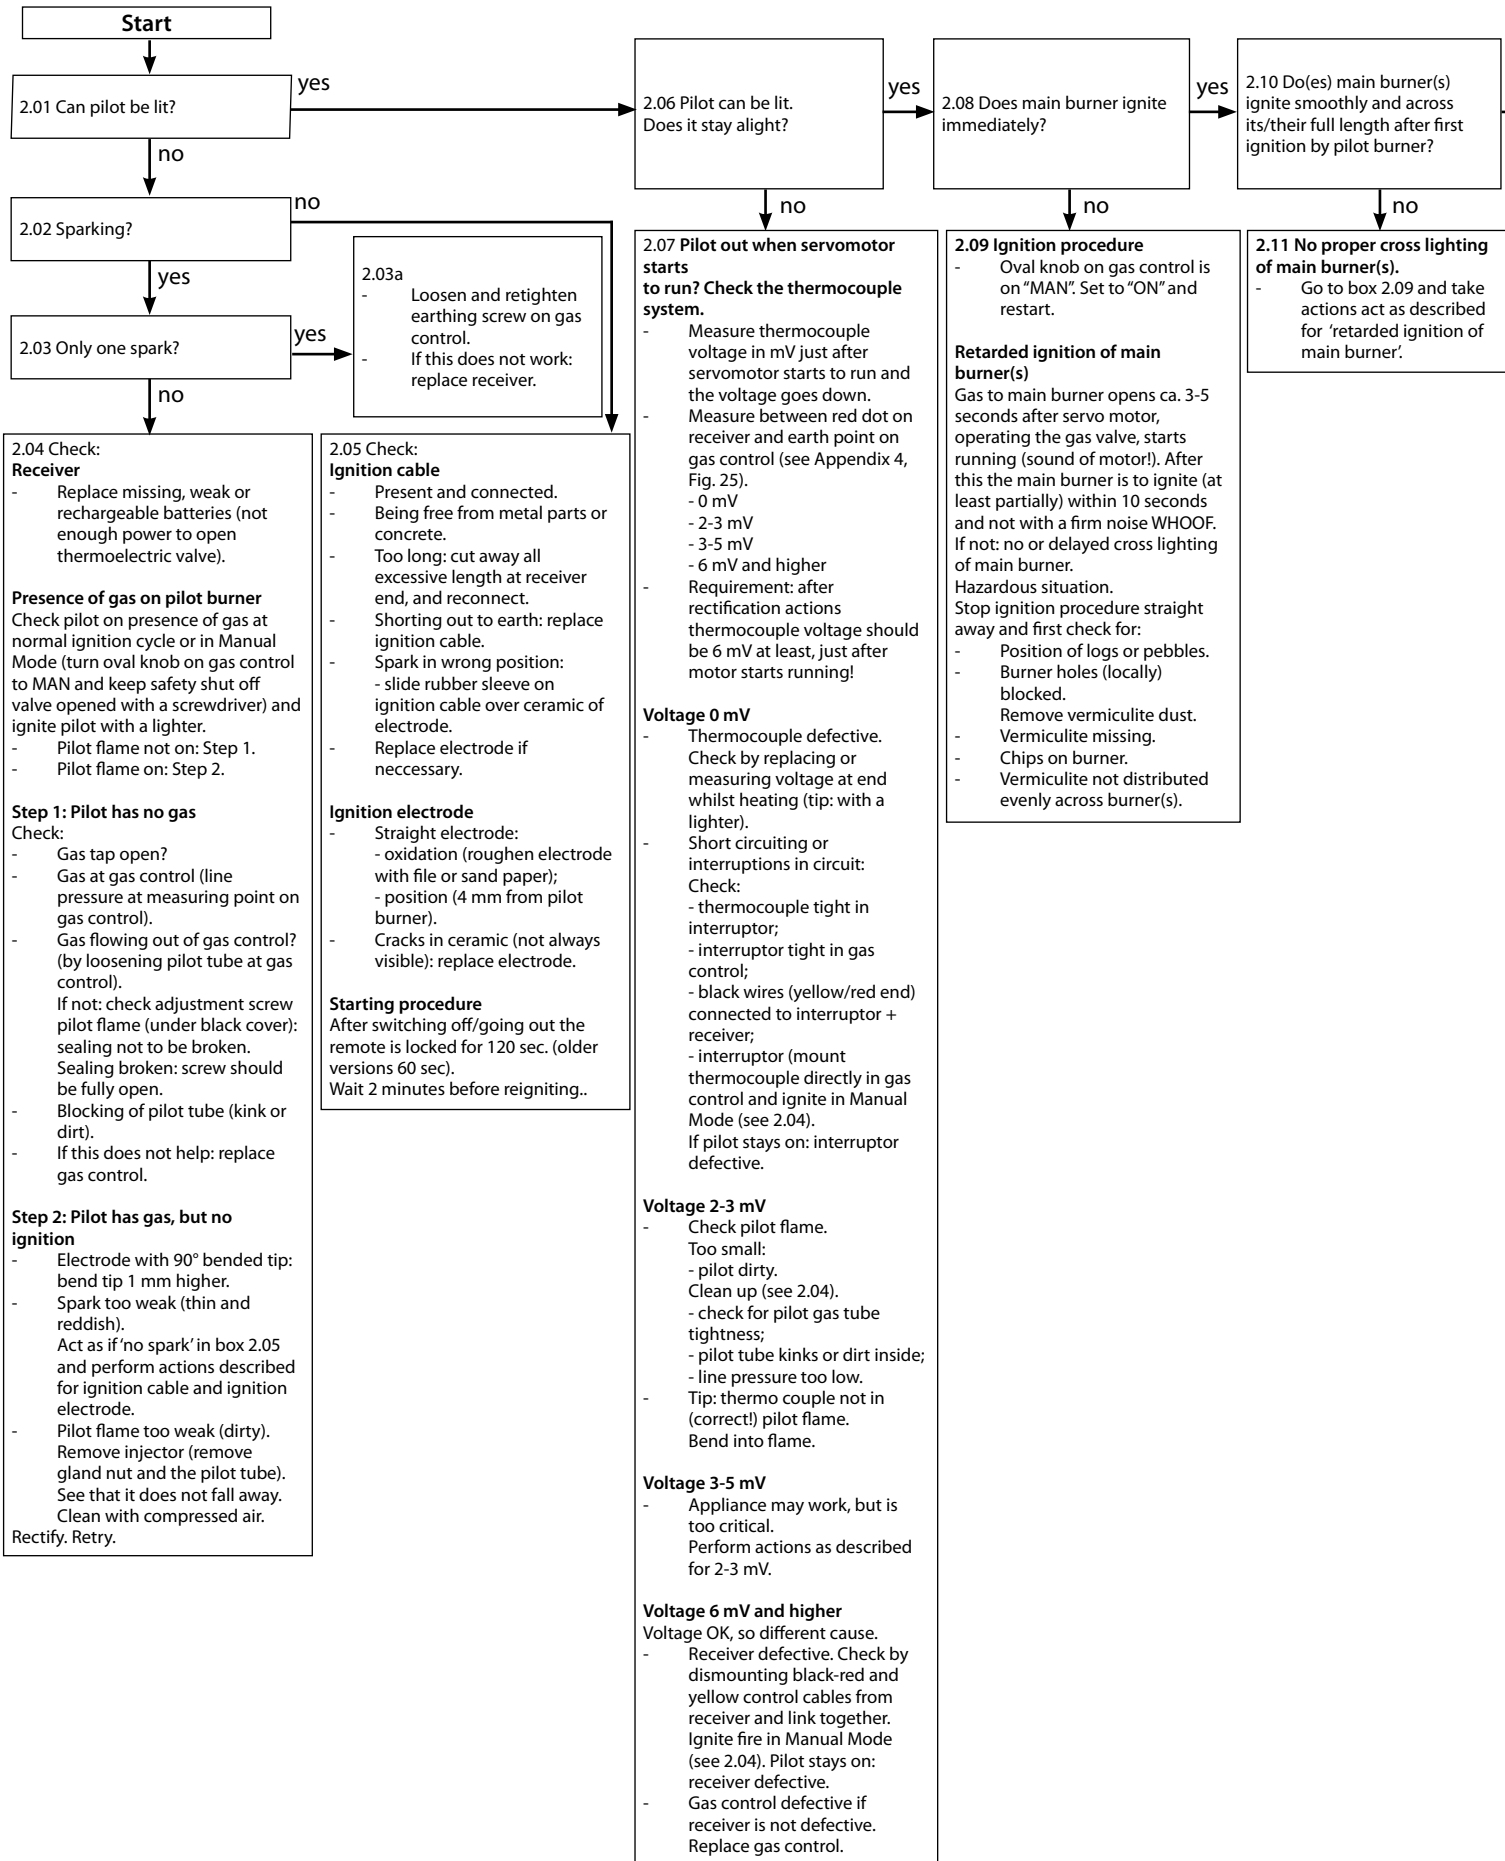 Start
2.01 Can pilot be lit?
yes
no
2.02 Sparking?
no
yes
2.03 Only one spark?
yes
no
2.03a
- Loosen and retighten
earthing screw on gas
control.
- If this does not work:
replace receiver.
2.04 Check:
Receiver
- Replace missing, weak or
rechargeable batteries (not
enough power to open
thermoelectric valve).
Presence of gas on pilot burner
Check pilot on presence of gas at
normal ignition cycle or in Manual
Mode (turn oval knob on gas control
to MAN and keep safety shut off
valve opened with a screwdriver) and
ignite pilot with a lighter.
- Pilot flame not on: Step 1.
- Pilot flame on: Step 2.
Step 1: Pilot has no gas
Check:
- Gas tap open?
- Gas at gas control (line
pressure at measuring point on
gas control).
- Gas flowing out of gas control?
(by loosening pilot tube at gas
control).
If not: check adjustment screw
pilot flame (under black cover):
sealing not to be broken.
Sealing broken: screw should
be fully open.
- Blocking of pilot tube (kink or
dirt).
- If this does not help: replace
gas control.
Step 2: Pilot has gas, but no
ignition
- Electrode with 90° bended tip:
bend tip 1 mm higher.
- Spark too weak (thin and
reddish).
Act as if 'no spark' in box 2.05
and perform actions described
for ignition cable and ignition
electrode.
- Pilot flame too weak (dirty).
Remove injector (remove
gland nut and the pilot tube).
See that it does not fall away.
Clean with compressed air.
Rectify. Retry.
2.05 Check:
Ignition cable
- Present and connected.
- Being free from metal parts or
concrete.
- Too long: cut away all
excessive length at receiver
end, and reconnect.
- Shorting out to earth: replace
ignition cable.
- Spark in wrong position:
- slide rubber sleeve on
ignition cable over ceramic of
electrode.
- Replace electrode if
neccessary.
Ignition electrode
- Straight electrode:
- oxidation (roughen electrode
with file or sand paper);
- position (4 mm from pilot
burner).
- Cracks in ceramic (not always
visible): replace electrode.
Starting procedure
After switching off/going out the
remote is locked for 120 sec. (older
versions 60 sec).
Wait 2 minutes before reigniting..
2.06 Pilot can be lit.
Does it stay alight?
yes
no
2.07 Pilot out when servomotor
starts
to run? Check the thermocouple
system.
- Measure thermocouple
voltage in mV just after
servomotor starts to run and
the voltage goes down.
- Measure between red dot on
receiver and earth point on
gas control (see Appendix 4,
Fig. 25).
- 0 mV
- 2-3 mV
- 3-5 mV
- 6 mV and higher
- Requirement: after
rectification actions
thermocouple voltage should
be 6 mV at least, just after
motor starts running!
Voltage 0 mV
- Thermocouple defective.
Check by replacing or
measuring voltage at end
whilst heating (tip: with a
lighter).
- Short circuiting or
interruptions in circuit:
Check:
- thermocouple tight in
interruptor;
- interruptor tight in gas
control;
- black wires (yellow/red end)
connected to interruptor +
receiver;
- interruptor (mount
thermocouple directly in gas
control and ignite in Manual
Mode (see 2.04).
If pilot stays on: interruptor
defective.
Voltage 2-3 mV
- Check pilot flame.
Too small:
- pilot dirty.
Clean up (see 2.04).
- check for pilot gas tube
tightness;
- pilot tube kinks or dirt inside;
- line pressure too low.
- Tip: thermo couple not in
(correct!) pilot flame.
Bend into flame.
Voltage 3-5 mV
- Appliance may work, but is
too critical.
Perform actions as described
for 2-3 mV.
Voltage 6 mV and higher
Voltage OK, so different cause.
- Receiver defective. Check by
dismounting black-red and
yellow control cables from
receiver and link together.
Ignite fire in Manual Mode
(see 2.04). Pilot stays on:
receiver defective.
- Gas control defective if
receiver is not defective.
Replace gas control.
2.08 Does main burner ignite
immediately?
yes
no
2.09 Ignition procedure
- Oval knob on gas control is
on "MAN". Set to "ON" and
restart.
Retarded ignition of main
burner(s)
Gas to main burner opens ca. 3-5
seconds after servo motor,
operating the gas valve, starts
running (sound of motor!). After
this the main burner is to ignite (at
least partially) within 10 seconds
and not with a firm noise WHOOF.
If not: no or delayed cross lighting
of main burner.
Hazardous situation.
Stop ignition procedure straight
away and first check for:
- Position of logs or pebbles.
- Burner holes (locally)
blocked.
Remove vermiculite dust.
- Vermiculite missing.
- Chips on burner.
- Vermiculite not distributed
evenly across burner(s).
2.10 Do(es) main burner(s)
ignite smoothly and across
its/their full length after first
ignition by pilot burner?
no
2.11 No proper cross lighting
of main burner(s).
- Go to box 2.09 and take
actions act as described
for 'retarded ignition of
main burner'.